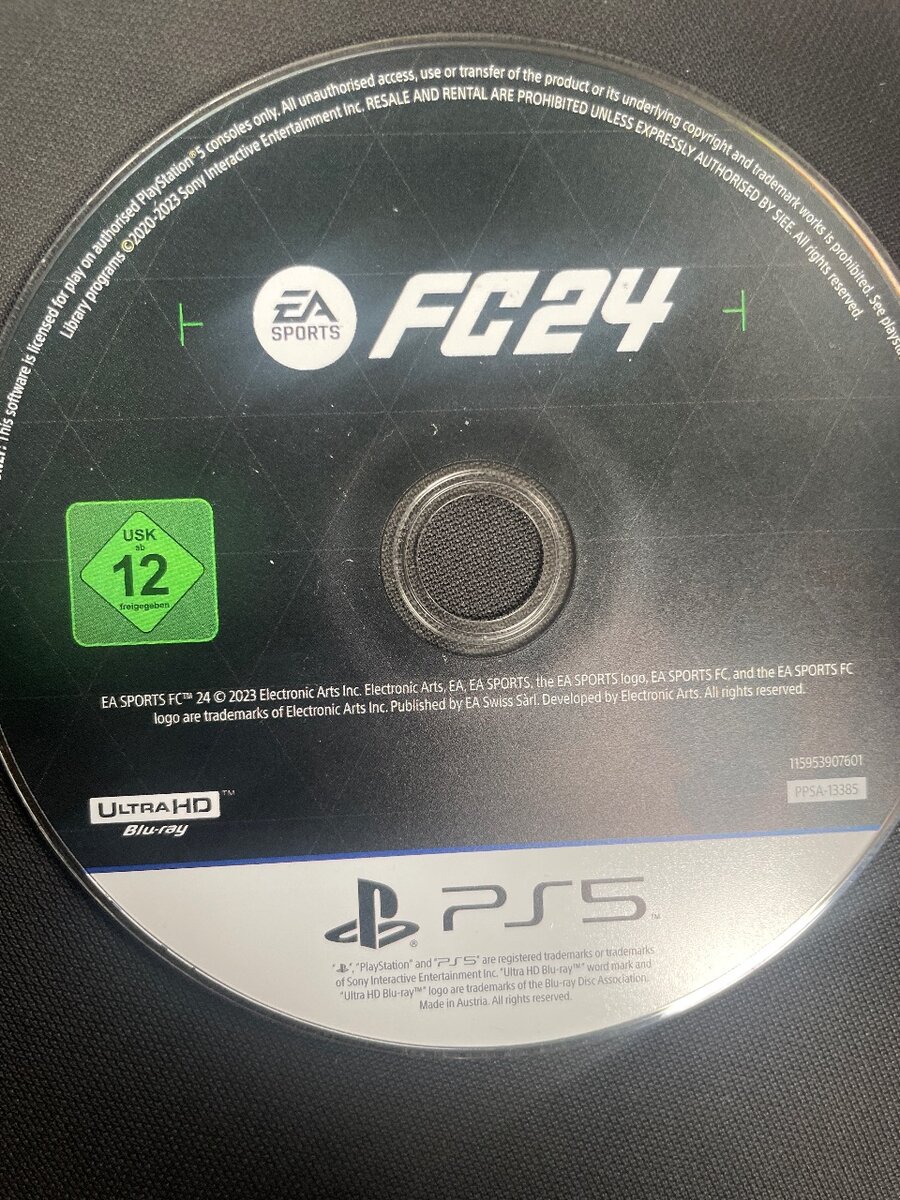 This software is licensed for play on authorised PlayStation®5 consoles only. All unauthorised access, use or transfer of the product or its underlying copyright and trademark works is prohibited. See
Library programs ©2020-2023 Sony Interactive Entertainment Inc. RESALE AND RENTAL ARE PROHIBITED UNLESS EXPRESSLY AUTHORISED BY SIEE. All rights reserved.
EA SPORTS FC24
USK
ab
12
freigegeben
EA SPORTS FC™ 24 © 2023 Electronic Arts Inc. Electronic Arts, EA, EA SPORTS, the EA SPORTS logo, EA SPORTS FC, and the EA SPORTS FC
logo are trademarks of Electronic Arts Inc. Published by EA Swiss Sàrl. Developed by Electronic Arts. All rights reserved.
115953907601
PPSA-13385
ULTRA HD™
Blu-ray
PS5™
"", "PlayStation" and "PS5" are registered trademarks or trademarks
of Sony Interactive Entertainment Inc. "Ultra HD Blu-ray™" word mark and
"Ultra HD Blu-ray™" logo are trademarks of the Blu-ray Disc Association.
Made in Austria. All rights reserved.